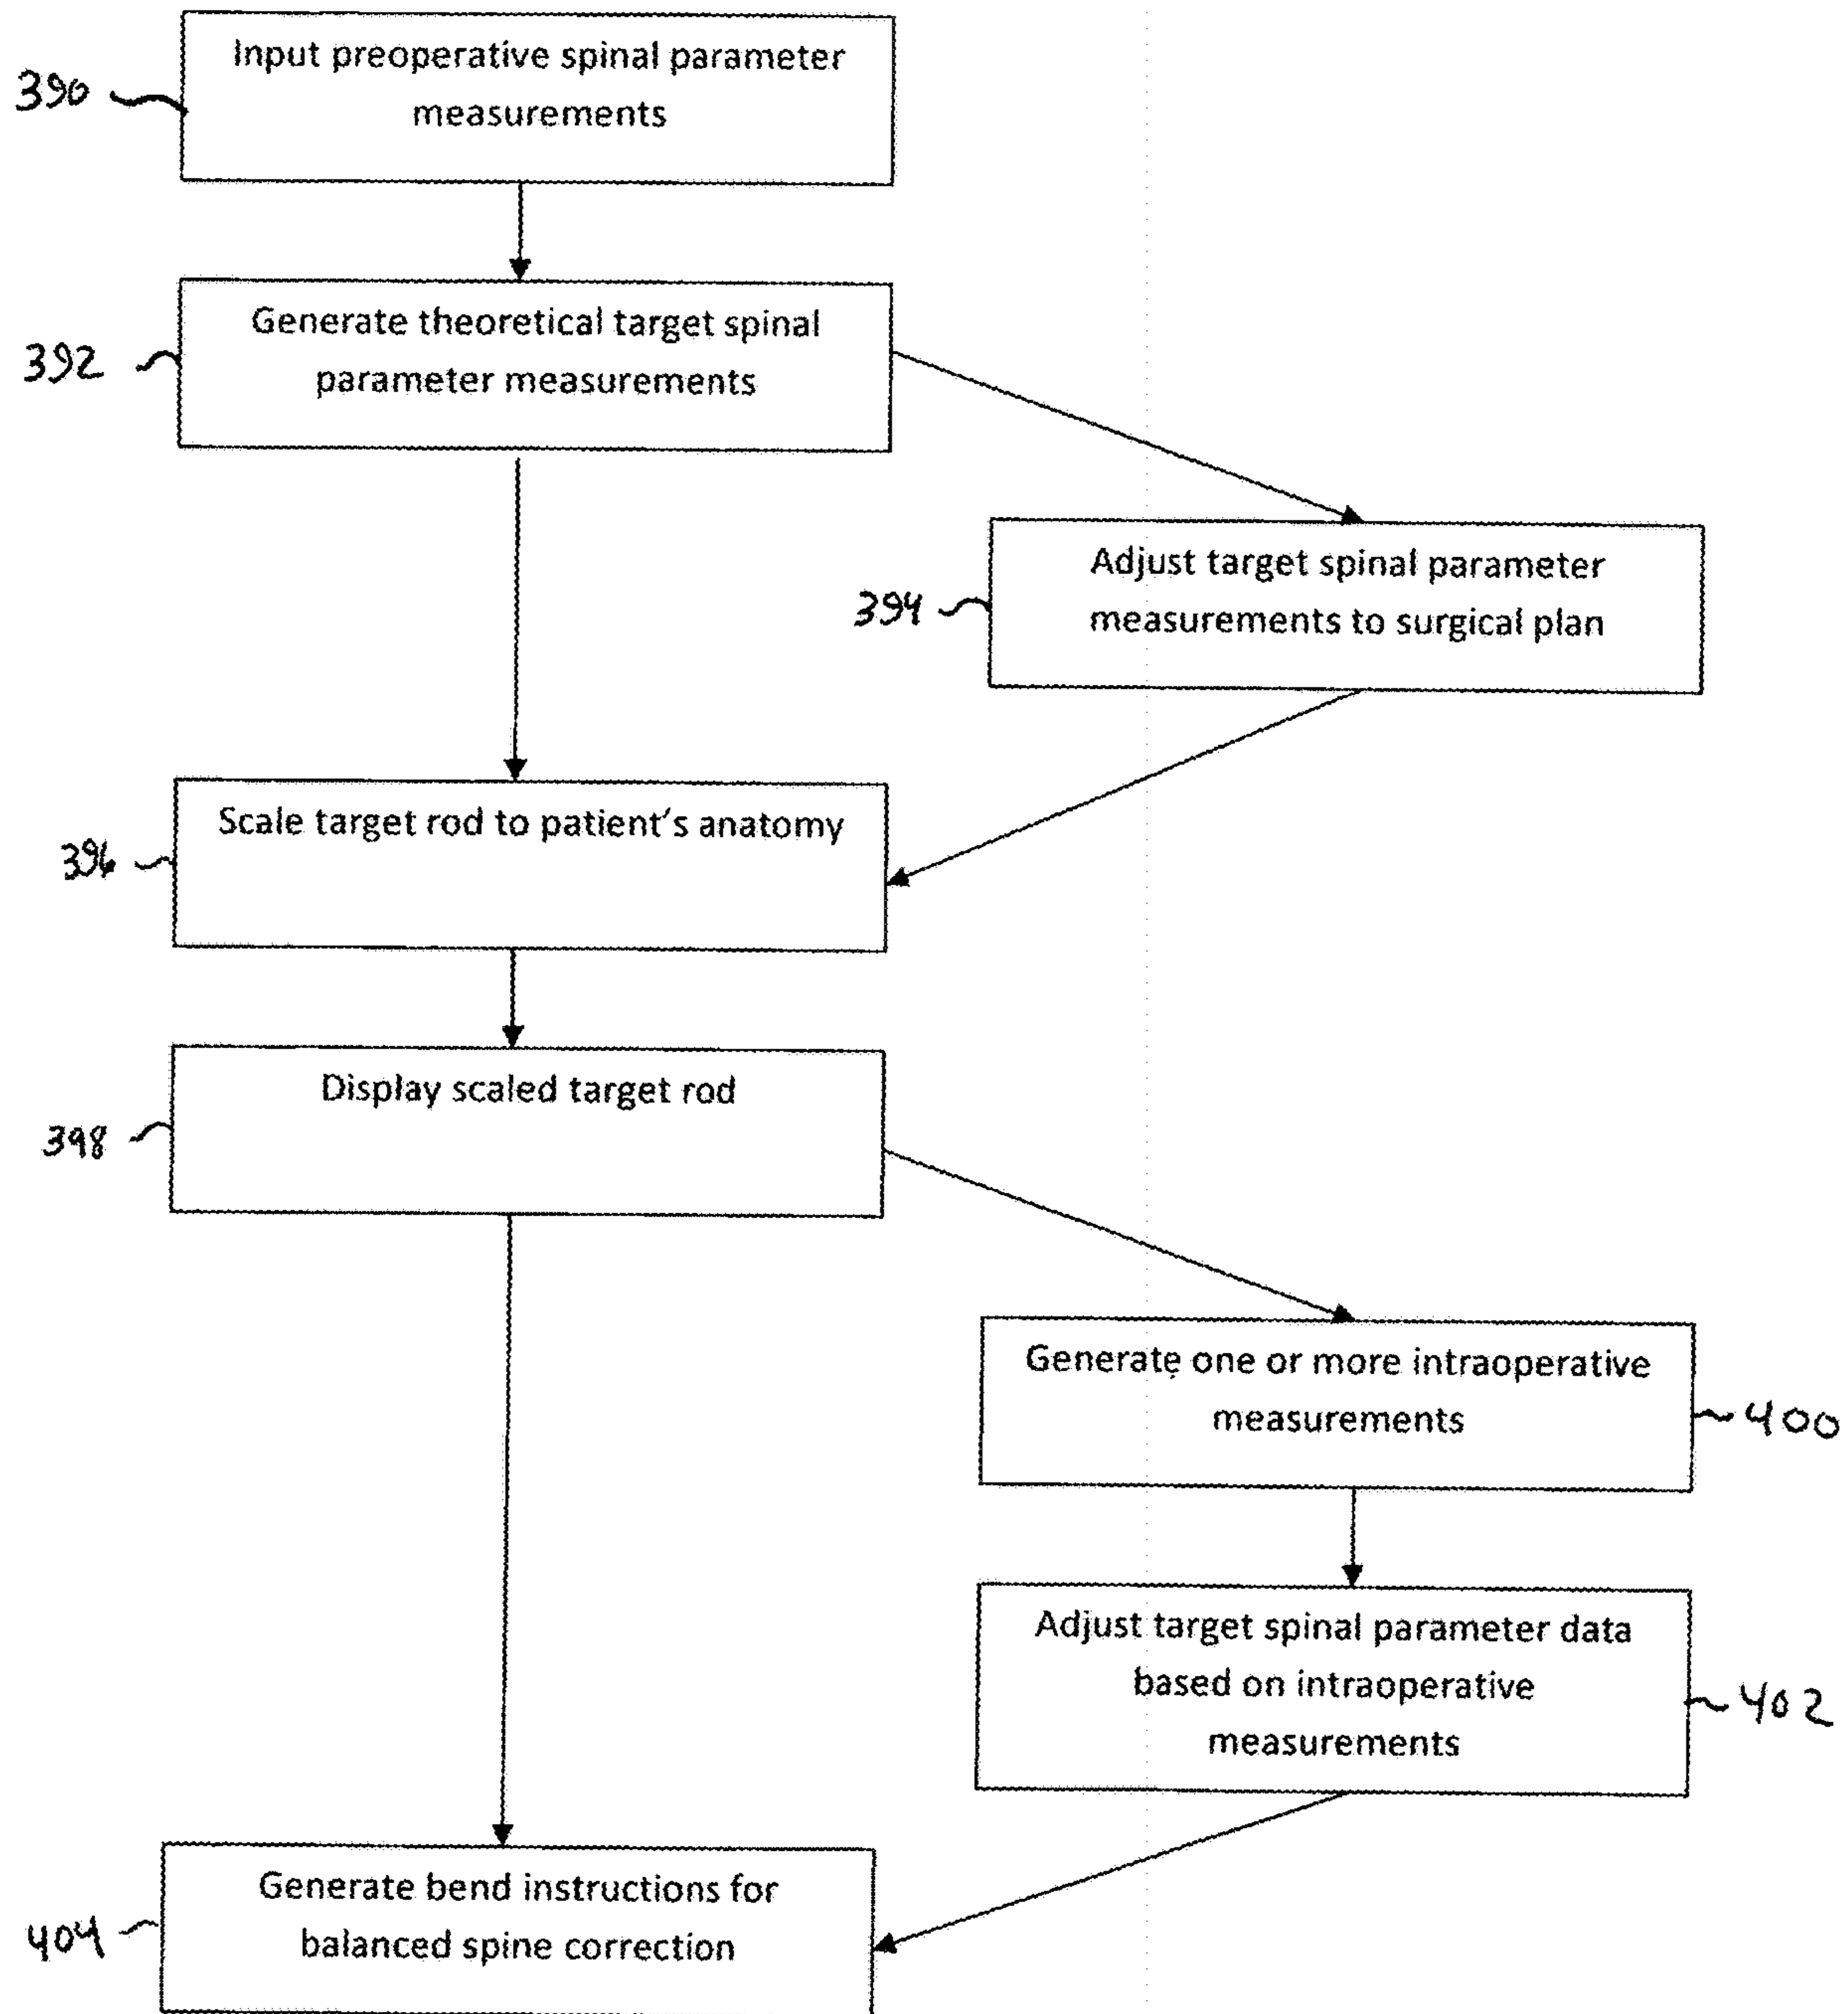 Input preoperative spinal parameter
measurements
390
Generate theoretical target spinal
parameter measurements
392
Adjust target spinal parameter
measurements to surgical plan
394
Scale target rod to patient's anatomy
396
Display scaled target rod
398
Generate one or more intraoperative
measurements
400
Adjust target spinal parameter data
based on intraoperative
measurements
402
Generate bend instructions for
balanced spine correction
404